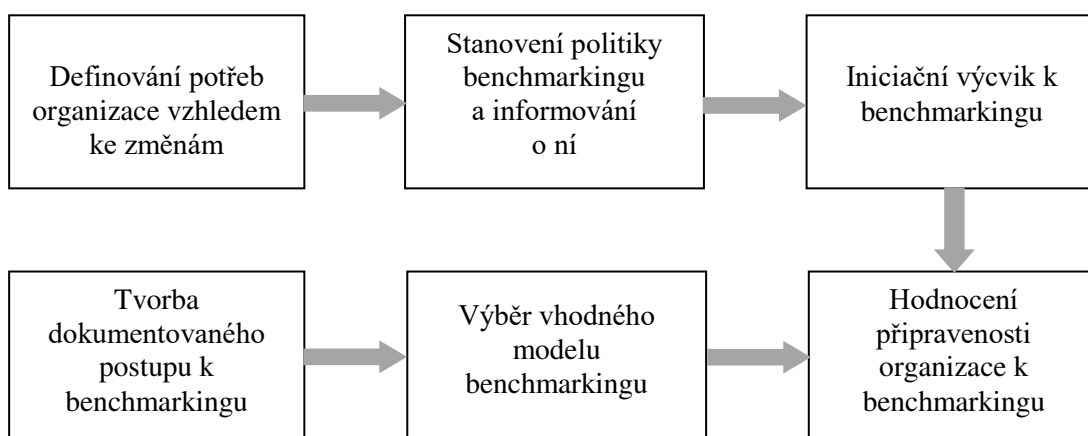 Definování potřeb
organizace vzhledem
ke změnám
Stanovení politiky
benchmarkingu
a informování
o ní
Iniciační výcvik k
benchmarkingu
Tvorba
dokumentovaného
postupu k
benchmarkingu
Výběr vhodného
modelu
benchmarkingu
Hodnocení
připravenosti
organizace k
benchmarkingu